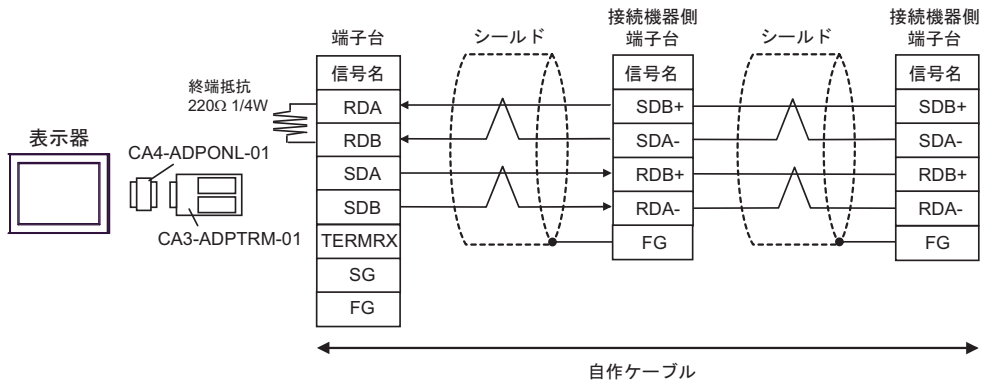 表示器
CA4-ADPONL-01
CA3-ADPTRM-01
終端抵抗
220Ω 1/4W
端子台
信号名
RDA
RDB
SDA
SDB
TERMRX
SG
FG
シールド
接続機器側
端子台
信号名
SDB+
SDA-
RDB+
RDA-
FG
シールド
接続機器側
端子台
信号名
SDB+
SDA-
RDB+
RDA-
FG
自作ケーブル